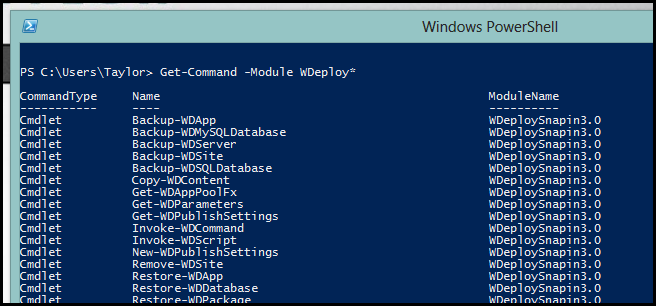 Windows PowerShell
PS C:\Users\Taylor> Get-Command -Module WDeploy*
CommandType Name ModuleName
----------- ---- ----------
Cmdlet Backup-WDApp WDeploySnapin3.0
Cmdlet Backup-WDMySQLDatabase WDeploySnapin3.0
Cmdlet Backup-WDServer WDeploySnapin3.0
Cmdlet Backup-WDSite WDeploySnapin3.0
Cmdlet Backup-WDSQLDatabase WDeploySnapin3.0
Cmdlet Copy-WDContent WDeploySnapin3.0
Cmdlet Get-WDAppPoolFx WDeploySnapin3.0
Cmdlet Get-WDParameters WDeploySnapin3.0
Cmdlet Get-WDPublishSettings WDeploySnapin3.0
Cmdlet Invoke-WDCommand WDeploySnapin3.0
Cmdlet Invoke-WDScript WDeploySnapin3.0
Cmdlet New-WDPublishSettings WDeploySnapin3.0
Cmdlet Remove-WDSite WDeploySnapin3.0
Cmdlet Restore-WDApp WDeploySnapin3.0
Cmdlet Restore-WDDatabase WDeploySnapin3.0
Cmdlet Restore-WDPackage WDeploySnapin3.0